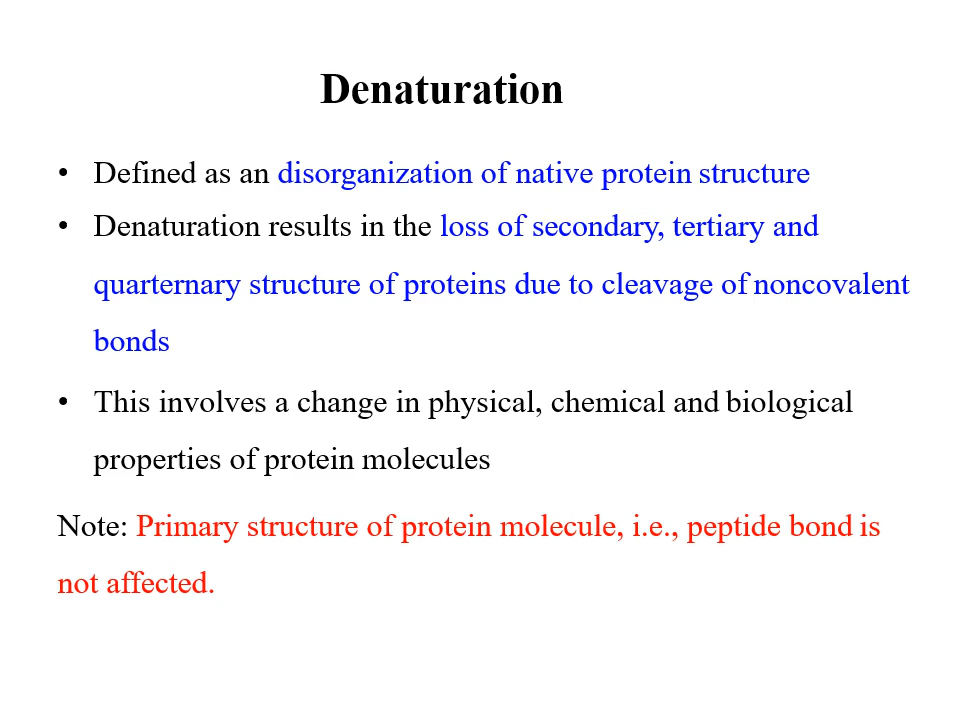 Denaturation
• Defined as an disorganization of native protein structure
• Denaturation results in the loss of secondary, tertiary and
quarternary structure of proteins due to cleavage of noncovalent
bonds
• This involves a change in physical, chemical and biological
properties of protein molecules
Note: Primary structure of protein molecule, i.e., peptide bond is
not affected.